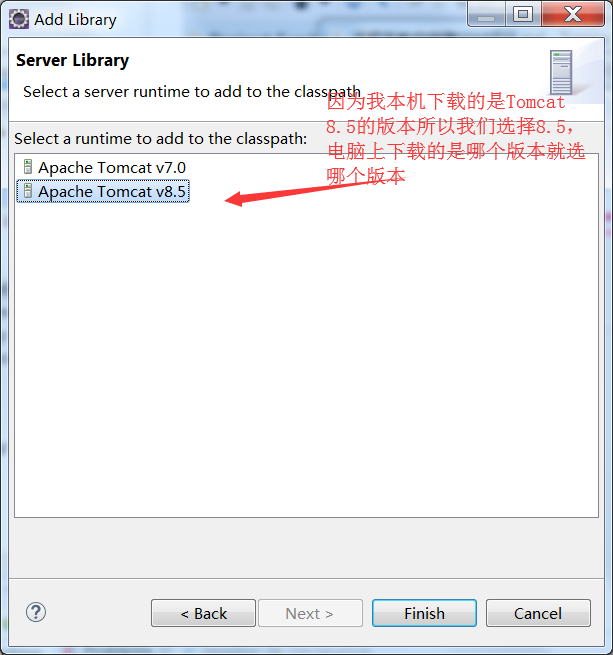 Add Library
Server Library
Select a server runtime to add to the classpath
因为我本机下载的是Tomcat
8.5的版本所以我们选择8.5，
电脑上下载的是哪个版本就选
哪个版本
Select a runtime to add to the classpath:
Apache Tomcat v7.0
Apache Tomcat v8.5
?
< Back
Next >
Finish
Cancel